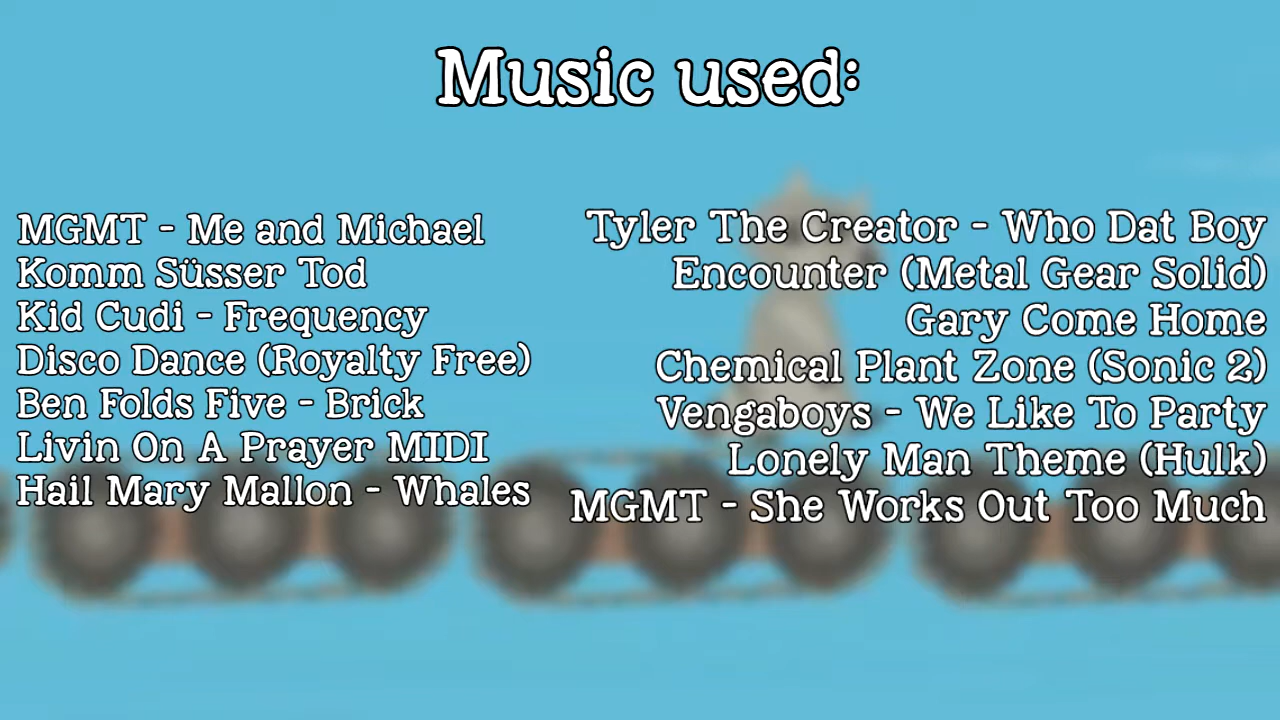 Music used:
MGMT - Me and Michael
Komm Süsser Tod
Kid Cudi - Frequency
Disco Dance (Royalty Free)
Ben Folds Five - Brick
Livin On A Prayer MIDI
Hail Mary Mallon - Whales
Tyler The Creator - Who Dat Boy
Encounter (Metal Gear Solid)
Gary Come Home
Chemical Plant Zone (Sonic 2)
Vengaboys - We Like To Party
Lonely Man Theme (Hulk)
MGMT - She Works Out Too Much